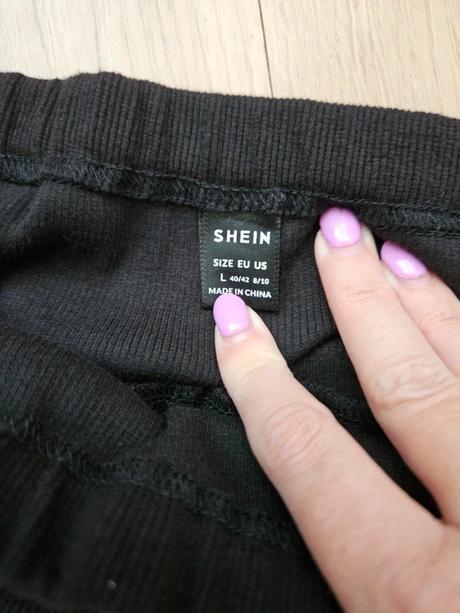 SHEIN
SIZE EU US
L 40/42 8/10
MADE IN CHINA